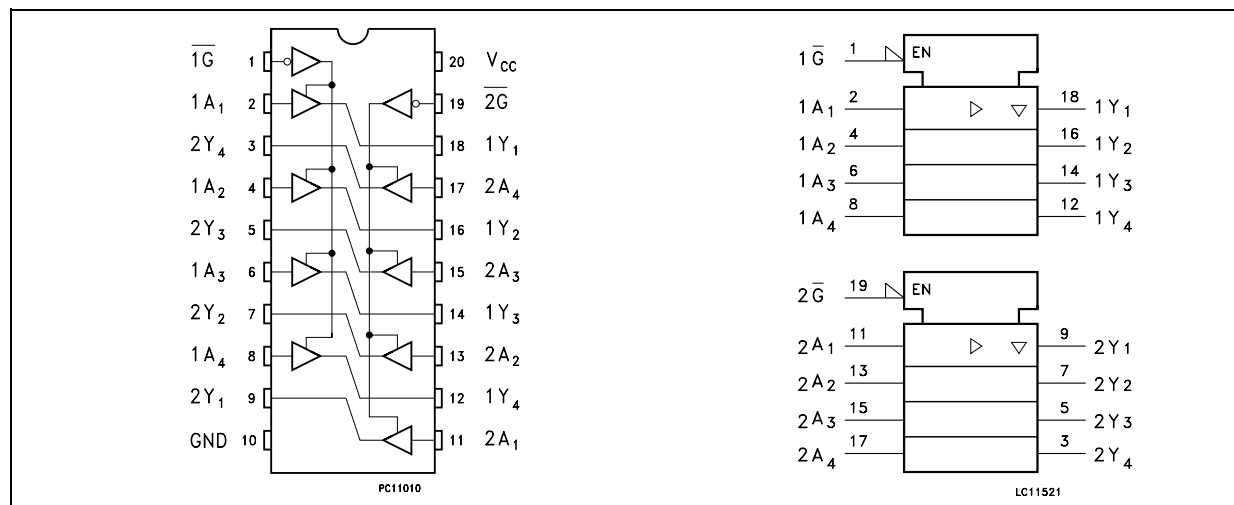 1G 1 20 VCC
1A1 2 19 2G
2Y4 3 18 1Y1
1A2 4 17 2A4
2Y3 5 16 1Y2
1A3 6 15 2A3
2Y2 7 14 1Y3
1A4 8 13 2A2
2Y1 9 12 1Y4
GND 10 11 2A1
PC11010
1G 1 EN
1A1 2 18 1Y1
1A2 4 16 1Y2
1A3 6 14 1Y3
1A4 8 12 1Y4
2G 19 EN
2A1 11 9 2Y1
2A2 13 7 2Y2
2A3 15 5 2Y3
2A4 17 3 2Y4
LC11521